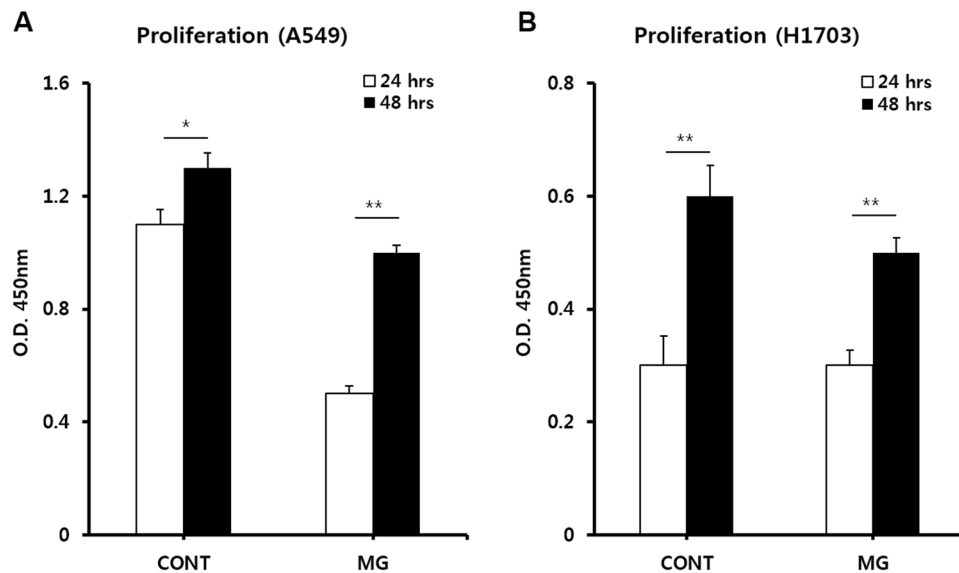 A
Proliferation (A549)
24 hrs
48 hrs
O.D. 450nm
1.6
1.2
0.8
0.4
0
*
**
CONT
MG
B
Proliferation (H1703)
24 hrs
48 hrs
O.D. 450nm
0.8
0.6
0.4
0.2
0
**
**
CONT
MG